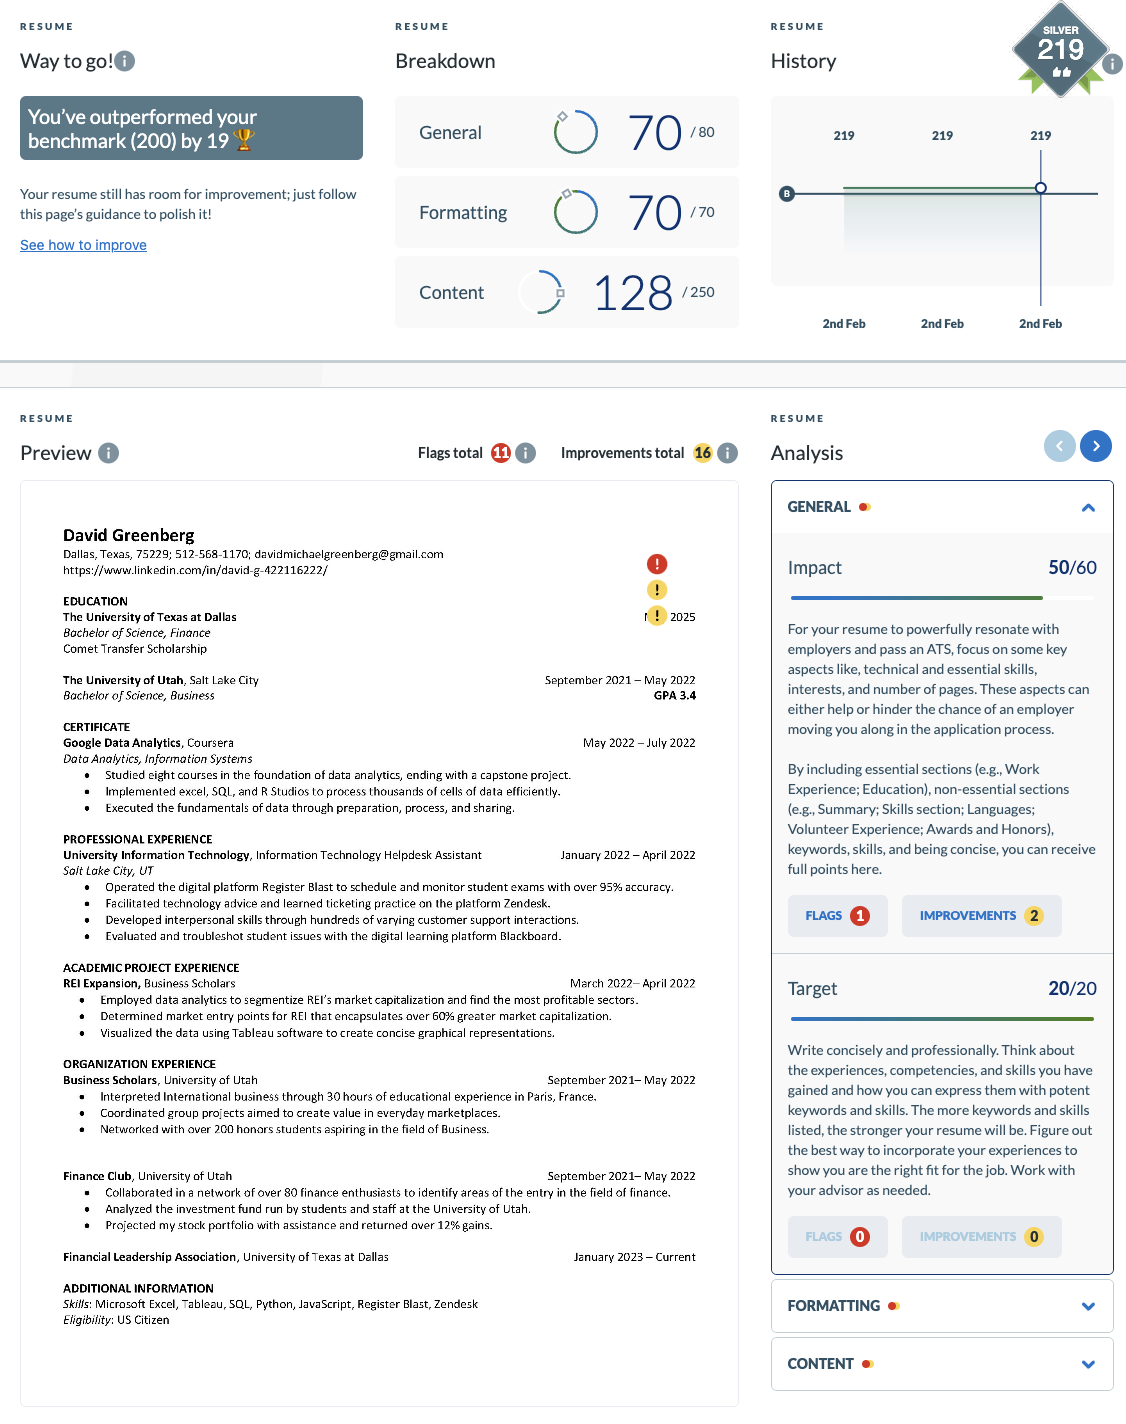 RESUME
Way to go!
You've outperformed your
benchmark (200) by 19
Your resume still has room for improvement; just follow
this page's guidance to polish it!
See how to improve
RESUME
Breakdown
General 70 / 80
Formatting 70 / 70
Content 128 / 250
RESUME
History
SILVER
219
219 219 219
B
2nd Feb 2nd Feb 2nd Feb
RESUME
Preview
Flags total 11 Improvements total 16
David Greenberg
Dallas, Texas, 75229; 512-568-1170; davidmichaelgreenberg@gmail.com
https://www.linkedin.com/in/david-g-422116222/
EDUCATION
The University of Texas at Dallas 2025
Bachelor of Science, Finance
Comet Transfer Scholarship
The University of Utah, Salt Lake City September 2021 – May 2022
Bachelor of Science, Business GPA 3.4
CERTIFICATE
Google Data Analytics, Coursera May 2022 – July 2022
Data Analytics, Information Systems
• Studied eight courses in the foundation of data analytics, ending with a capstone project.
• Implemented excel, SQL, and R Studios to process thousands of cells of data efficiently.
• Executed the fundamentals of data through preparation, process, and sharing.
PROFESSIONAL EXPERIENCE
University Information Technology, Information Technology Helpdesk Assistant January 2022 – April 2022
Salt Lake City, UT
• Operated the digital platform Register Blast to schedule and monitor student exams with over 95% accuracy.
• Facilitated technology advice and learned ticketing practice on the platform Zendesk.
• Developed interpersonal skills through hundreds of varying customer support interactions.
• Evaluated and troubleshot student issues with the digital learning platform Blackboard.
ACADEMIC PROJECT EXPERIENCE
REI Expansion, Business Scholars March 2022– April 2022
• Employed data analytics to segmentize REI's market capitalization and find the most profitable sectors.
• Determined market entry points for REI that encapsulates over 60% greater market capitalization.
• Visualized the data using Tableau software to create concise graphical representations.
ORGANIZATION EXPERIENCE
Business Scholars, University of Utah September 2021– May 2022
• Interpreted International business through 30 hours of educational experience in Paris, France.
• Coordinated group projects aimed to create value in everyday marketplaces.
• Networked with over 200 honors students aspiring in the field of Business.
Finance Club, University of Utah September 2021– May 2022
• Collaborated in a network of over 80 finance enthusiasts to identify areas of the entry in the field of finance.
• Analyzed the investment fund run by students and staff at the University of Utah.
• Projected my stock portfolio with assistance and returned over 12% gains.
Financial Leadership Association, University of Texas at Dallas January 2023 – Current
ADDITIONAL INFORMATION
Skills: Microsoft Excel, Tableau, SQL, Python, JavaScript, Register Blast, Zendesk
Eligibility: US Citizen
RESUME
Analysis
GENERAL
Impact 50/60
For your resume to powerfully resonate with
employers and pass an ATS, focus on some key
aspects like, technical and essential skills,
interests, and number of pages. These aspects can
either help or hinder the chance of an employer
moving you along in the application process.
By including essential sections (e.g., Work
Experience; Education), non-essential sections
(e.g., Summary; Skills section; Languages;
Volunteer Experience; Awards and Honors),
keywords, skills, and being concise, you can receive
full points here.
FLAGS 1 IMPROVEMENTS 2
Target 20/20
Write concisely and professionally. Think about
the experiences, competencies, and skills you have
gained and how you can express them with potent
keywords and skills. The more keywords and skills
listed, the stronger your resume will be. Figure out
the best way to incorporate your experiences to
show you are the right fit for the job. Work with
your advisor as needed.
FLAGS 0 IMPROVEMENTS 0
FORMATTING
CONTENT